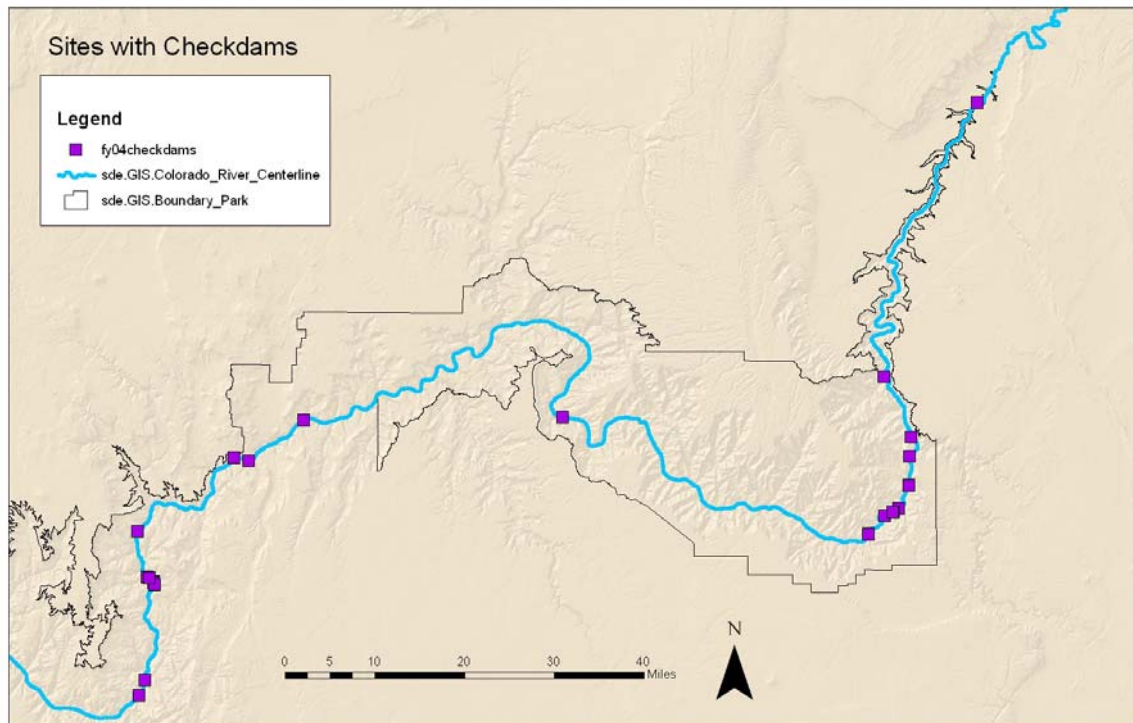 Sites with Checkdams
Legend
fy04checkdams
sde.GIS.Colorado_River_Centerline
sde.GIS.Boundary_Park
N
0 5 10 20 30 40
Miles